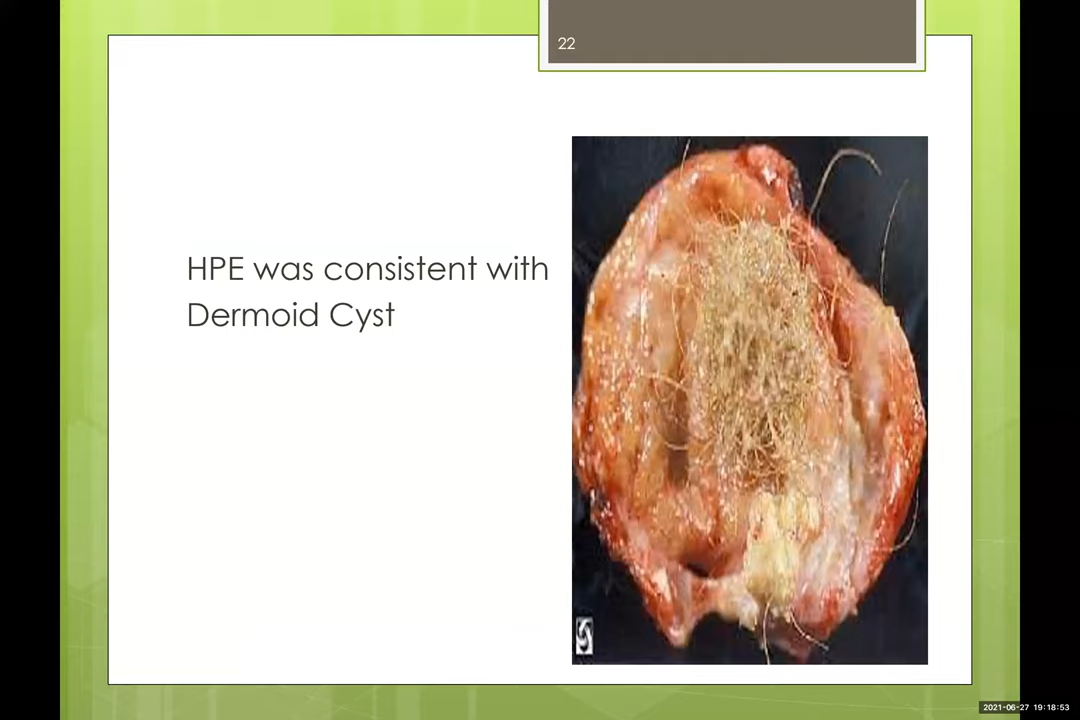 22
HPE was consistent with
Dermoid Cyst
2021-06-27 19:18:53